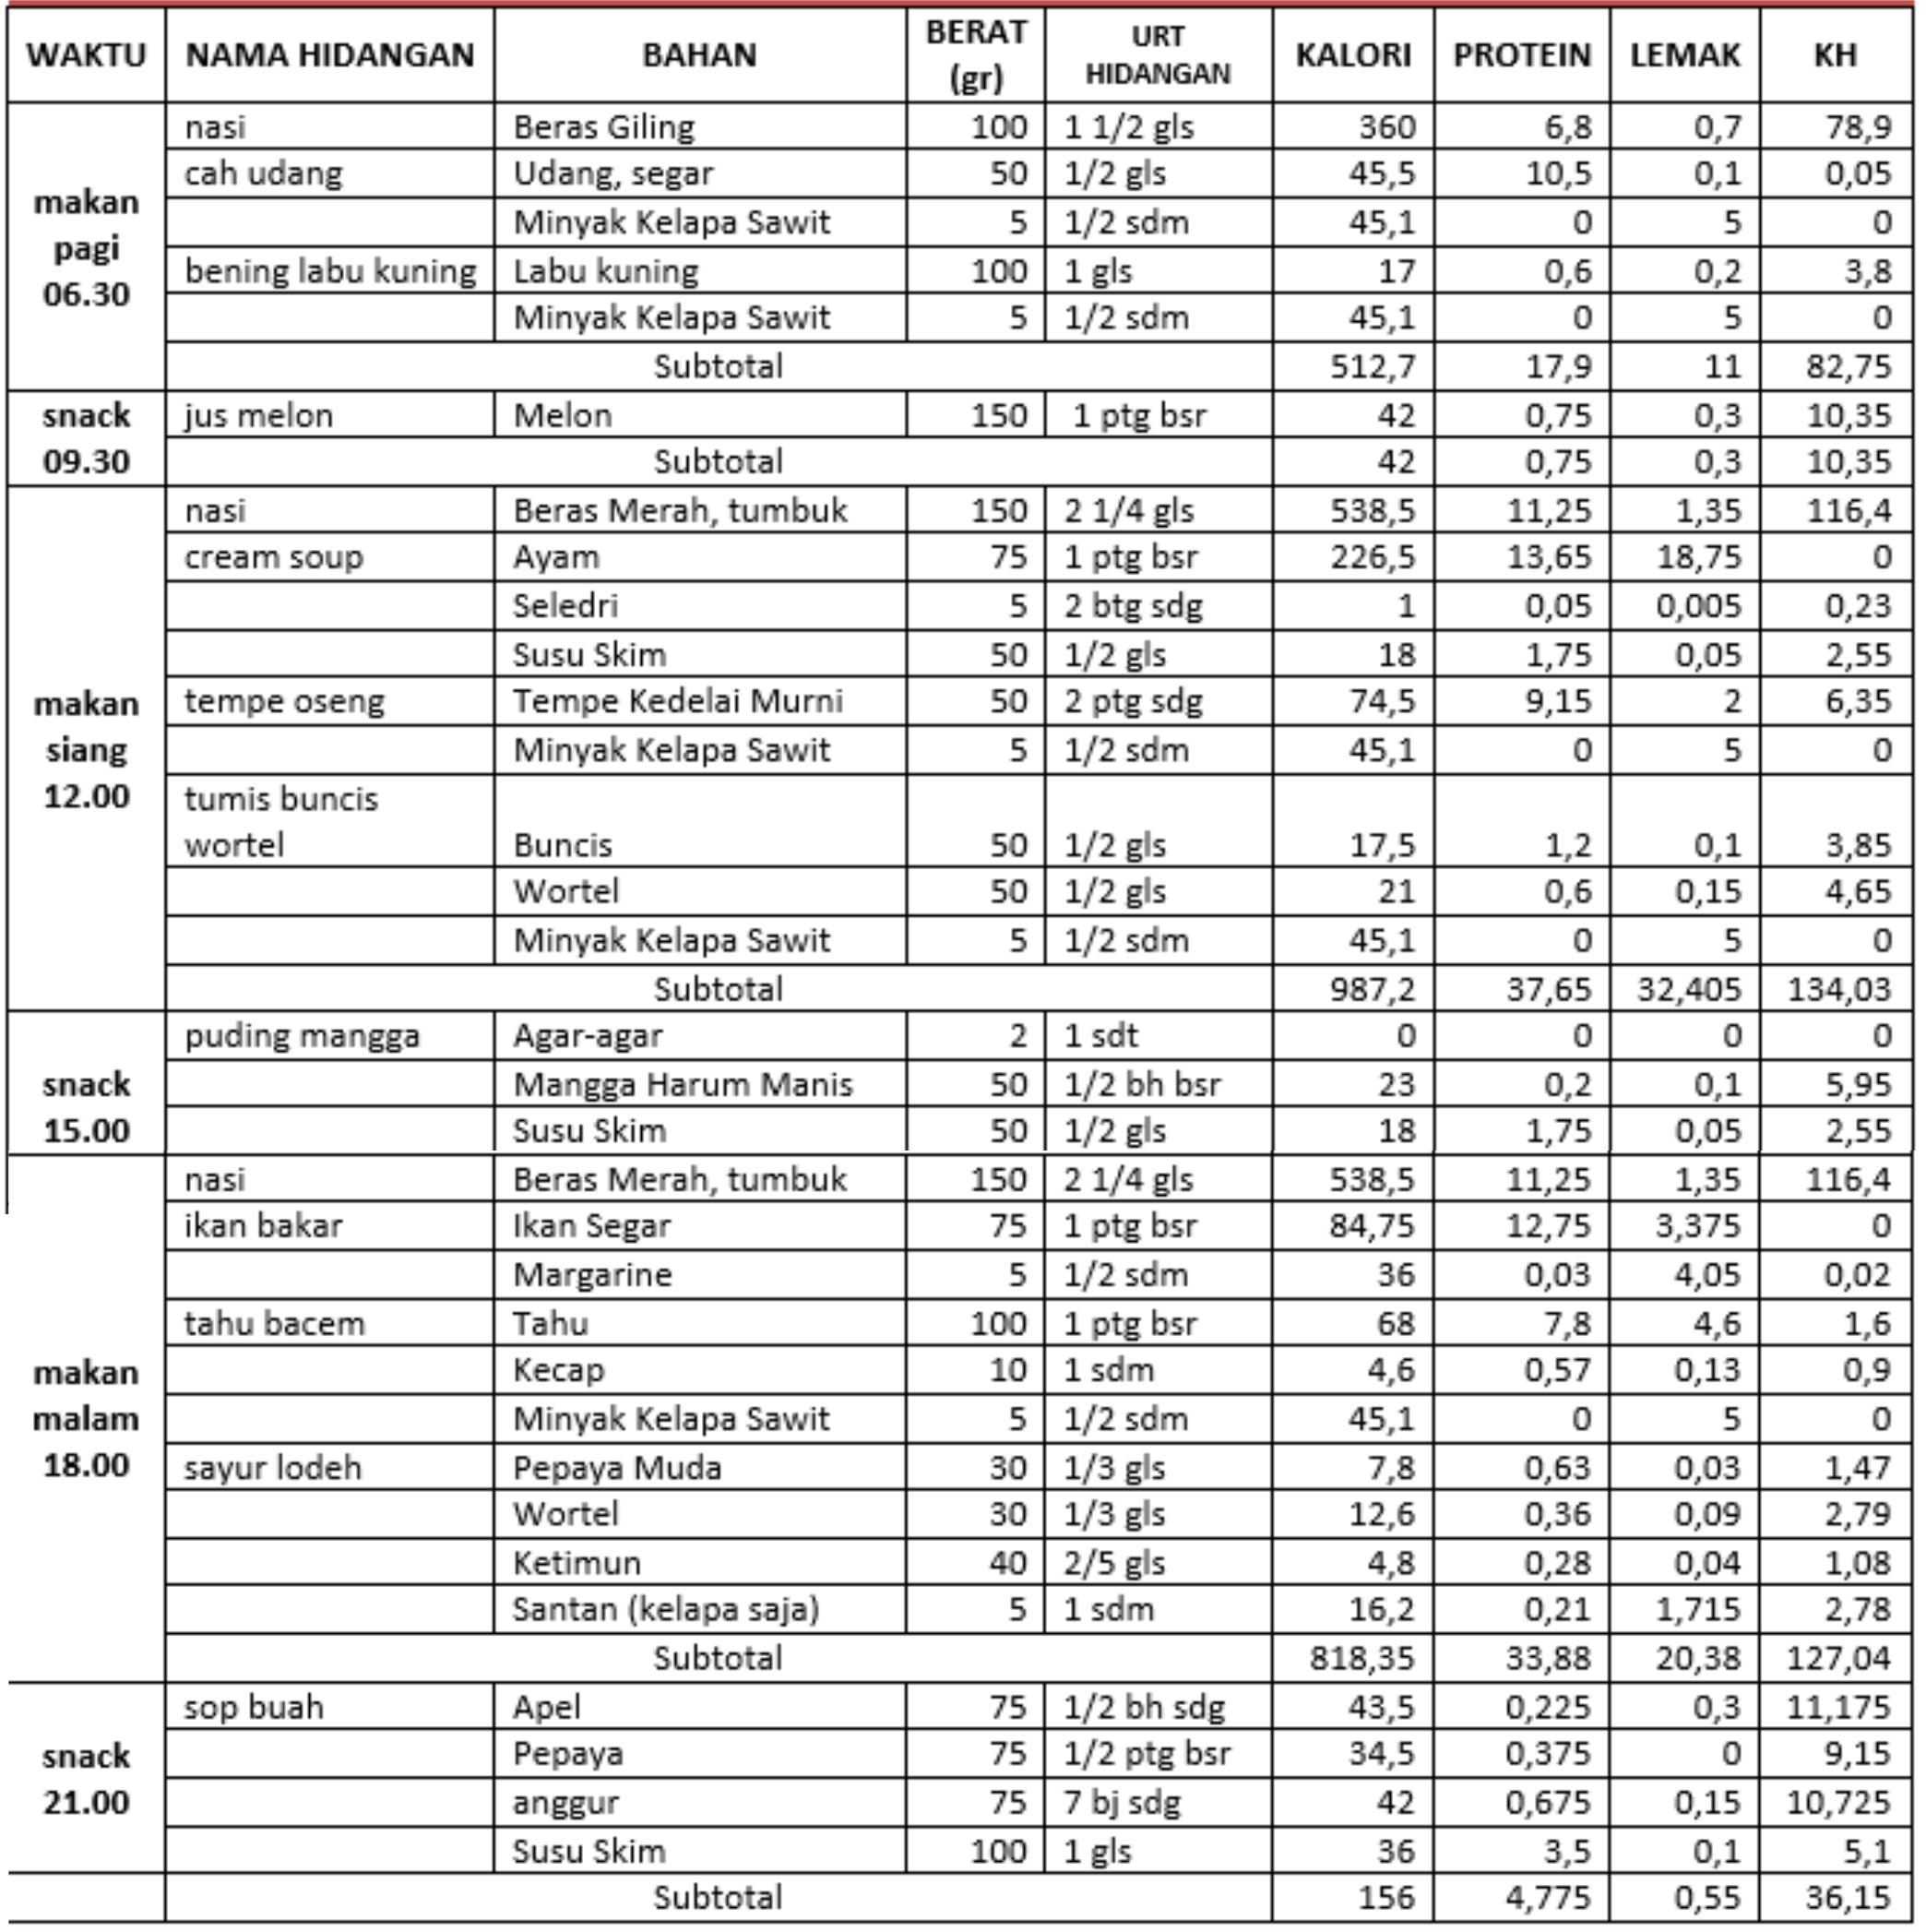 WAKTU NAMA HIDANGAN BAHAN BERAT (gr) URT HIDANGAN KALORI PROTEIN LEMAK KH
makan pagi 06.30
nasi Beras Giling 100 1 1/2 gls 360 6,8 0,7 78,9
cah udang Udang, segar 50 1/2 gls 45,5 10,5 0,1 0,05
Minyak Kelapa Sawit 5 1/2 sdm 45,1 0 5 0
bening labu kuning Labu kuning 100 1 gls 17 0,6 0,2 3,8
Minyak Kelapa Sawit 5 1/2 sdm 45,1 0 5 0
Subtotal 512,7 17,9 11 82,75
snack 09.30
jus melon Melon 150 1 ptg bsr 42 0,75 0,3 10,35
Subtotal 42 0,75 0,3 10,35
makan siang 12.00
nasi Beras Merah, tumbuk 150 2 1/4 gls 538,5 11,25 1,35 116,4
cream soup Ayam 75 1 ptg bsr 226,5 13,65 18,75 0
Seledri 5 2 btg sdg 1 0,05 0,005 0,23
Susu Skim 50 1/2 gls 18 1,75 0,05 2,55
tempe oseng Tempe Kedelai Murni 50 2 ptg sdg 74,5 9,15 2 6,35
Minyak Kelapa Sawit 5 1/2 sdm 45,1 0 5 0
tumis buncis
wortel Buncis 50 1/2 gls 17,5 1,2 0,1 3,85
Wortel 50 1/2 gls 21 0,6 0,15 4,65
Minyak Kelapa Sawit 5 1/2 sdm 45,1 0 5 0
Subtotal 987,2 37,65 32,405 134,03
snack 15.00
puding mangga Agar-agar 2 1 sdt 0 0 0 0
Mangga Harum Manis 50 1/2 bh bsr 23 0,2 0,1 5,95
Susu Skim 50 1/2 gls 18 1,75 0,05 2,55
makan malam 18.00
nasi Beras Merah, tumbuk 150 2 1/4 gls 538,5 11,25 1,35 116,4
ikan bakar Ikan Segar 75 1 ptg bsr 84,75 12,75 3,375 0
Margarine 5 1/2 sdm 36 0,03 4,05 0,02
tahu bacem Tahu 100 1 ptg bsr 68 7,8 4,6 1,6
Kecap 10 1 sdm 4,6 0,57 0,13 0,9
Minyak Kelapa Sawit 5 1/2 sdm 45,1 0 5 0
sayur lodeh Pepaya Muda 30 1/3 gls 7,8 0,63 0,03 1,47
Wortel 30 1/3 gls 12,6 0,36 0,09 2,79
Ketimun 40 2/5 gls 4,8 0,28 0,04 1,08
Santan (kelapa saja) 5 1 sdm 16,2 0,21 1,715 2,78
Subtotal 818,35 33,88 20,38 127,04
snack 21.00
sop buah Apel 75 1/2 bh sdg 43,5 0,225 0,3 11,175
Pepaya 75 1/2 ptg bsr 34,5 0,375 0 9,15
anggur 75 7 bj sdg 42 0,675 0,15 10,725
Susu Skim 100 1 gls 36 3,5 0,1 5,1
Subtotal 156 4,775 0,55 36,15